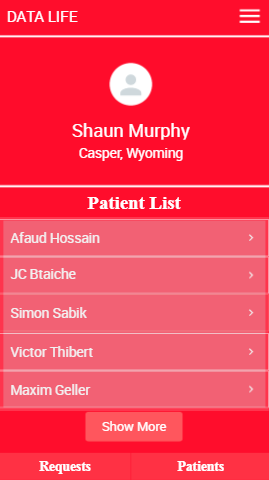 DATA LIFE
Shaun Murphy
Casper, Wyoming
Patient List
Afaud Hossain
JC Btaiche
Simon Sabik
Victor Thibert
Maxim Geller
Show More
Requests
Patients